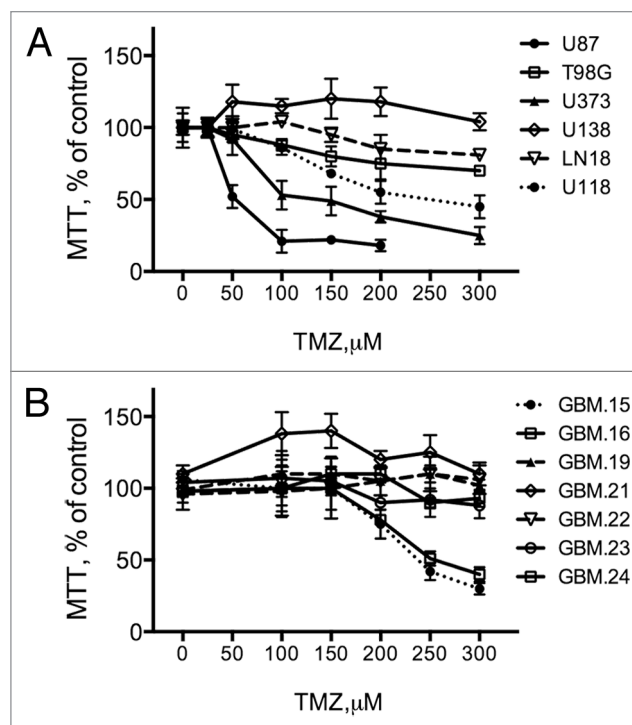 A
MTT, % of control
150
100
50
0
0 50 100 150 200 250 300
TMZ,μM
U87
T98G
U373
U138
LN18
U118
B
MTT, % of control
150
100
50
0
0 50 100 150 200 250 300
TMZ,μM
GBM.15
GBM.16
GBM.19
GBM.21
GBM.22
GBM.23
GBM.24